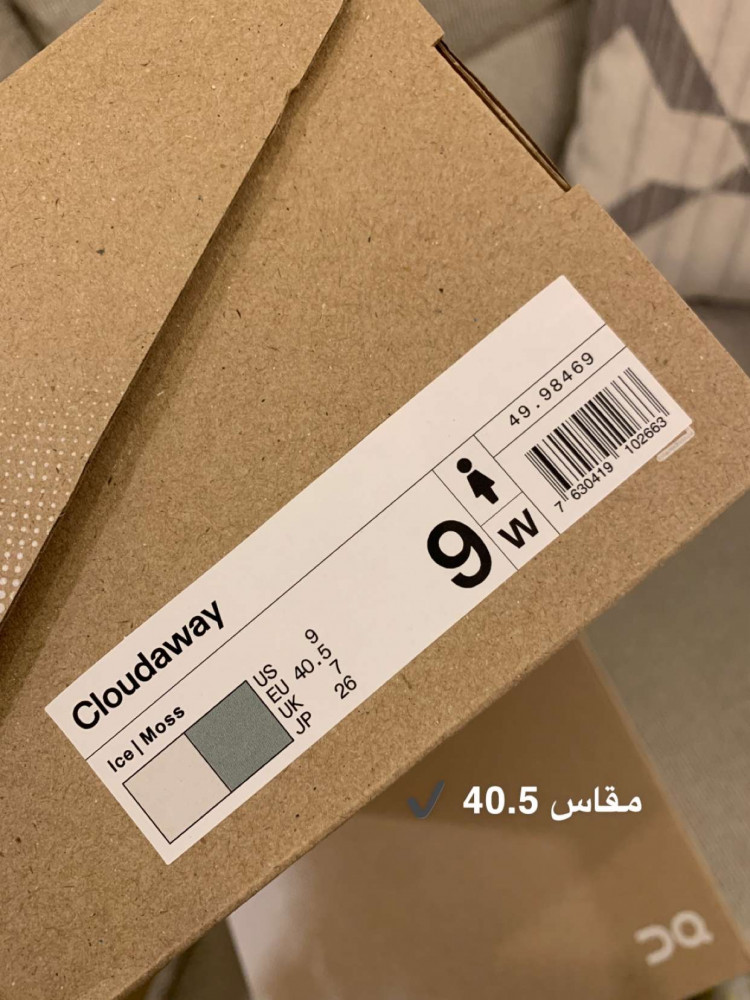 49.98469
7 630419 102663
9
W
Cloudaway
Ice | Moss
US 9
EU 40.5
UK 7
JP 26
مقاس 40.5 ✔